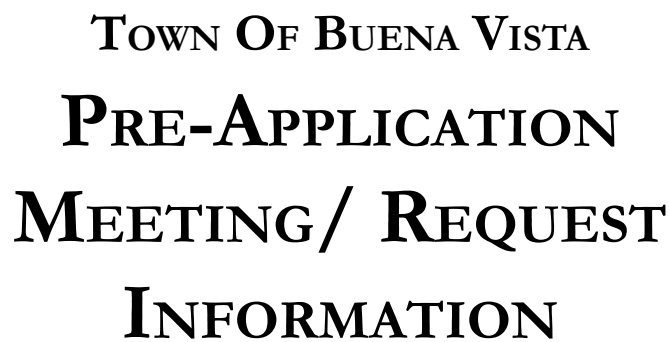 Town Of Buena Vista
Pre-Application
Meeting/ Request
Information